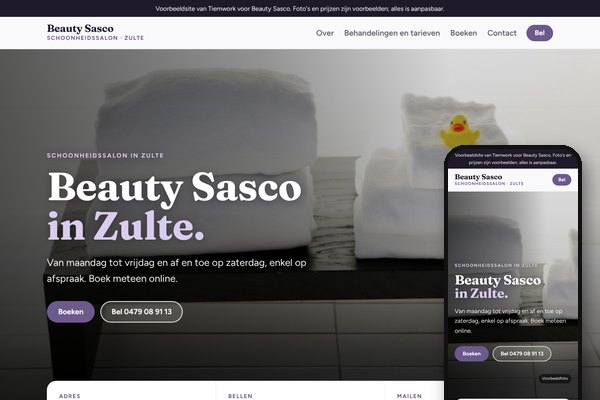 Voorbeeldsite van Tiemwork voor Beauty Sasco. Foto's en prijzen zijn voorbeelden; alles is aanpasbaar.
Beauty Sasco
SCHOONHEIDSSALON · ZULTE
Over
Behandelingen en tarieven
Boeken
Contact
Bel
SCHOONHEIDSSALON IN ZULTE
Beauty Sasco
in Zulte.
Van maandag tot vrijdag en af en toe op zaterdag, enkel op
afspraak. Boek meteen online.
Boeken
Bel 0479 08 91 13
ADRES
BELLEN
MAILEN
Voorbeeldsite van Tiemwork voor Beauty Sasco. Foto's en
prijzen zijn voorbeelden; alles is aanpasbaar.
Beauty Sasco
SCHOONHEIDSSALON · ZULTE
Bel
SCHOONHEIDSSALON IN ZULTE
Beauty Sasco
in Zulte.
Van maandag tot vrijdag en af en toe op
zaterdag, enkel op afspraak. Boek meteen
online.
Boeken
Bel 0479 08 91 13
Voorbeeldfoto